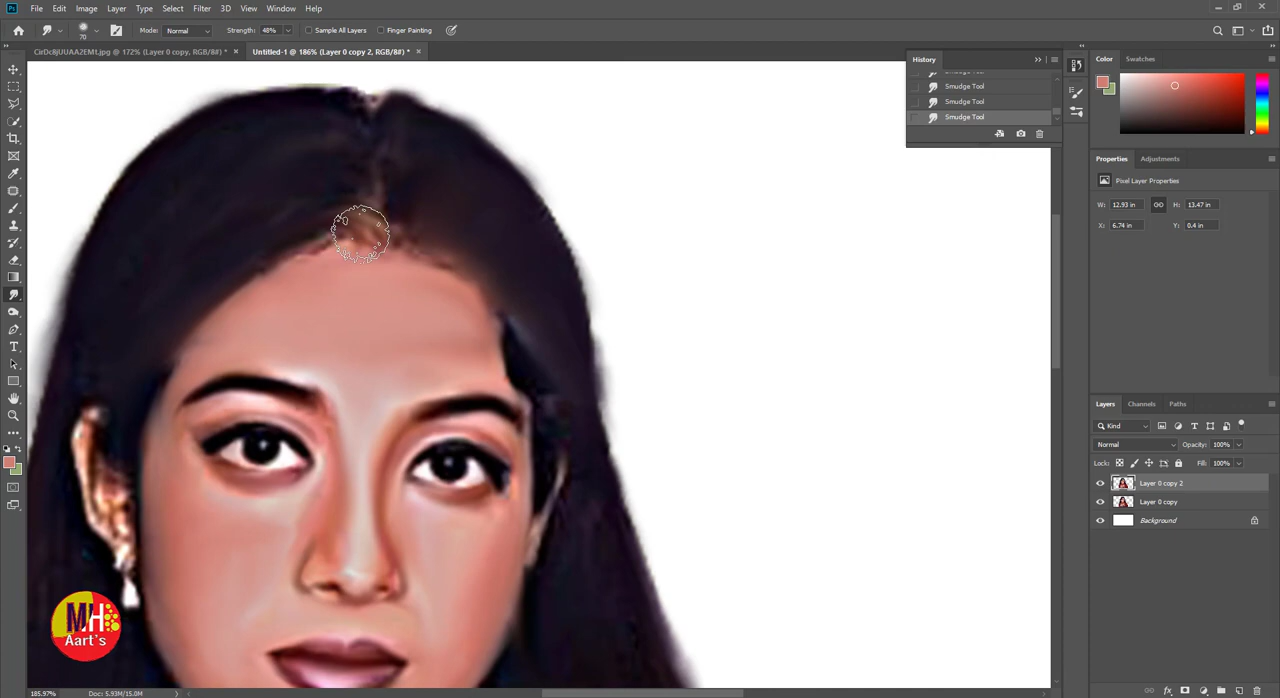 Ps File Edit Image Layer Type Select Filter 3D View Window Help
70 Mode: Normal Strength: 48% Sample All Layers Finger Painting
CirDc8jUUAA2EMt.jpg @ 172% (Layer 0 copy, RGB/8#) * × Untitled-1 @ 186% (Layer 0 copy 2, RGB/8#) * ×
History
Smudge Tool
Smudge Tool
Smudge Tool
Color Swatches
Properties Adjustments
Pixel Layer Properties
W: 12.93 in H: 13.47 in
X: 6.74 in Y: 0.4 in
Layers Channels Paths
Kind
Normal Opacity: 100%
Lock: Fill: 100%
Layer 0 copy 2
Layer 0 copy
Background
MH
Aart's
185.97% Doc: 5.93M/15.0M